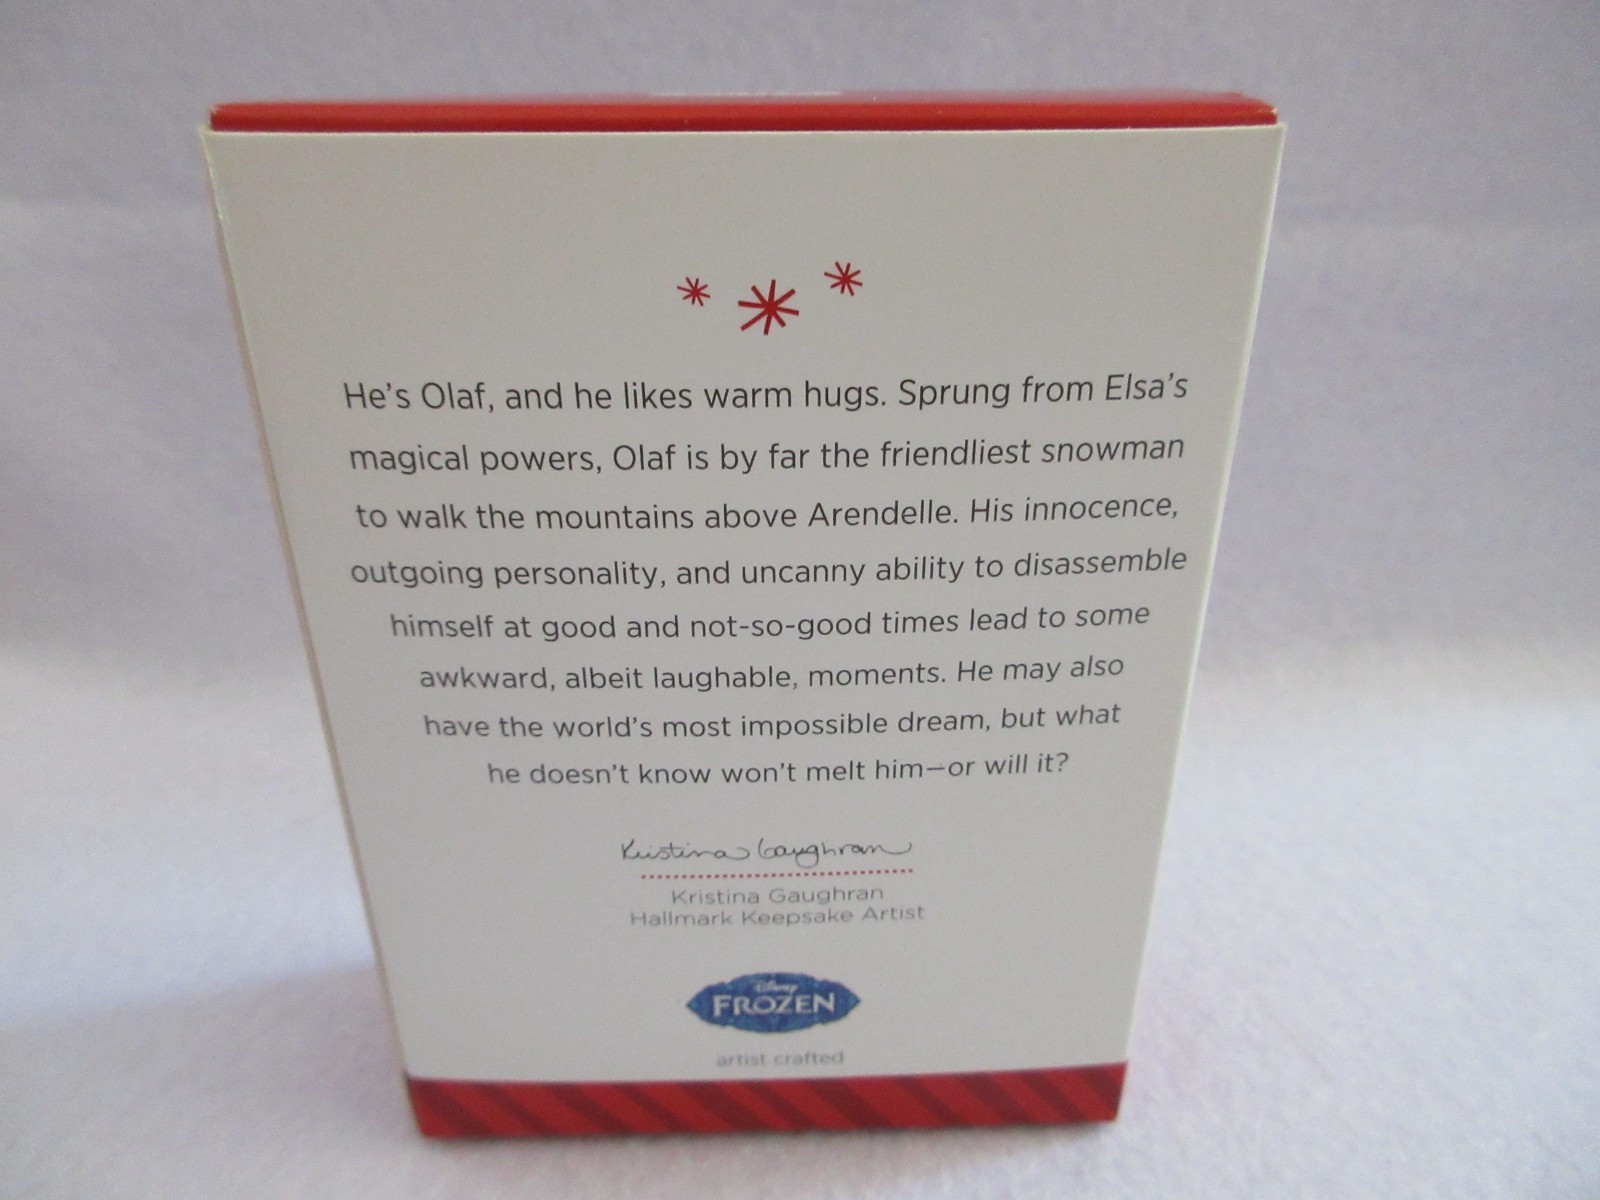 He's Olaf, and he likes warm hugs. Sprung from Elsa's
magical powers, Olaf is by far the friendliest snowman
to walk the mountains above Arendelle. His innocence,
outgoing personality, and uncanny ability to disassemble
himself at good and not-so-good times lead to some
awkward, albeit laughable, moments. He may also
have the world's most impossible dream, but what
he doesn't know won't melt him—or will it?
Kristina Gaughran
Kristina Gaughran
Hallmark Keepsake Artist
Disney
FROZEN
artist crafted